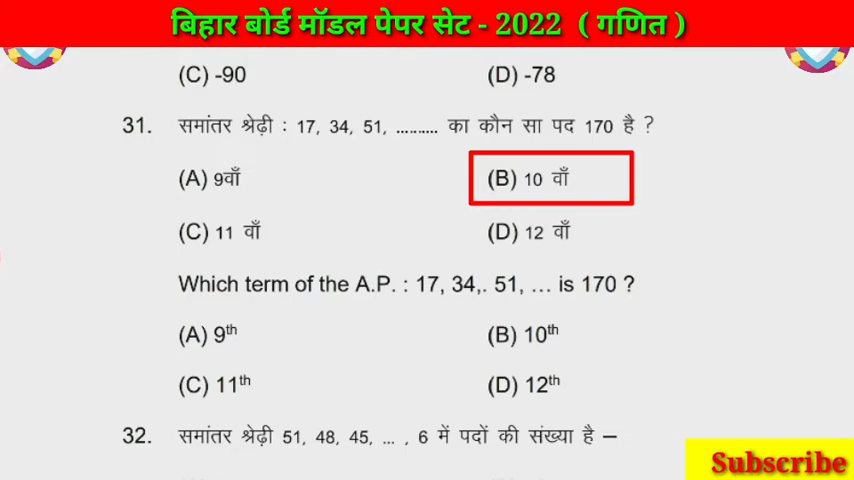 बिहार बोर्ड मॉडल पेपर सेट - 2022 ( गणित )
(C) -90 (D) -78
31. समांतर श्रेढ़ी : 17, 34, 51, .......... का कौन सा पद 170 है ?
(A) 9वाँ (B) 10 वाँ
(C) 11 वाँ (D) 12 वाँ
Which term of the A.P. : 17, 34,. 51, ... is 170 ?
(A) 9th (B) 10th
(C) 11th (D) 12th
32. समांतर श्रेढ़ी 51, 48, 45, ... , 6 में पदों की संख्या है –
Subscribe